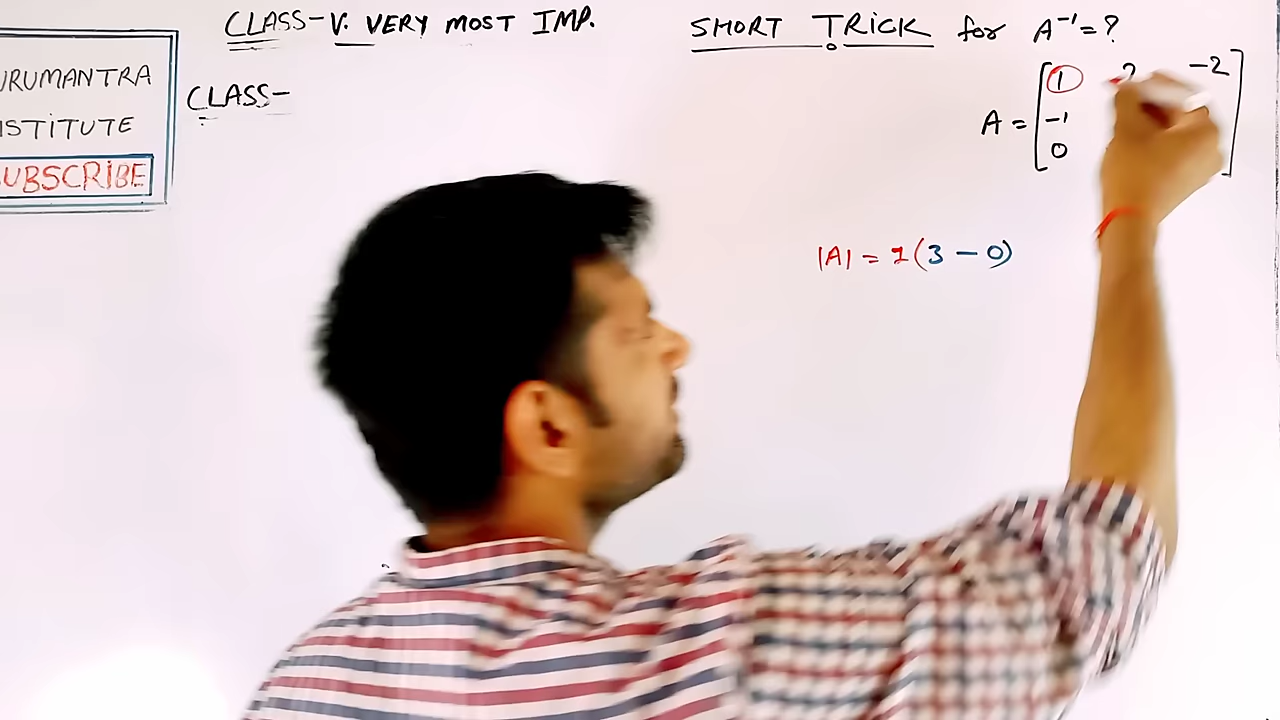 CLASS-V. VERY MOST IMP.
SHORT TRICK for A⁻¹=?
URUMANTRA
STITUTE
UBSCRIBE
CLASS-
1 2 -2
A = -1
0
|A| = 1(3 - 0)